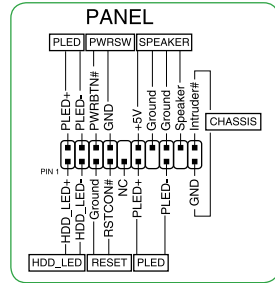 PANEL
PLED PWRSW SPEAKER
PLED+
PLED-
PWRBTN#
GND
+5V
Ground
Ground
Speaker
Intruder#
CHASSIS
PIN 1
HDD_LED+
HDD_LED-
Ground
RSTCON#
NC
PLED+
PLED-
GND
HDD_LED RESET PLED